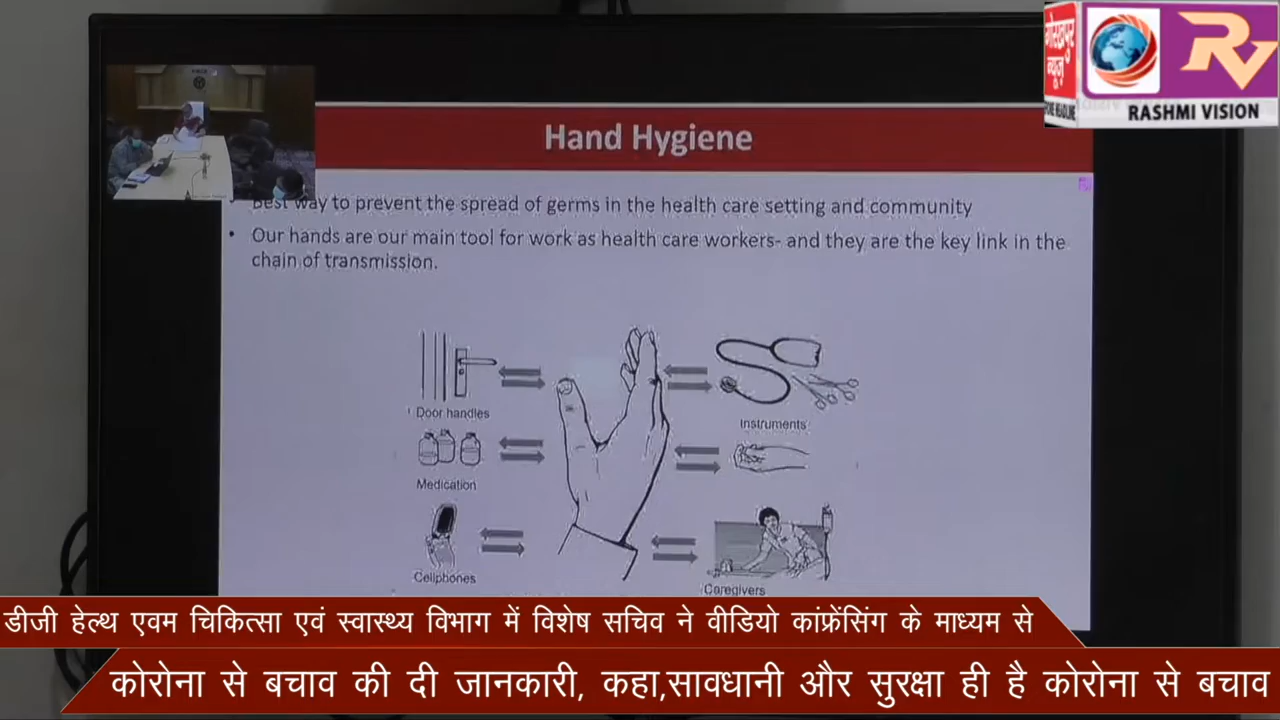 गोरखपुर
न्यूज़
RV
RASHMI VISION
Hand Hygiene
Best way to prevent the spread of germs in the health care setting and community
• Our hands are our main tool for work as health care workers- and they are the key link in the
chain of transmission.
Door handles
Instruments
Medication
Cellphones
Caregivers
डीजी हेल्थ एवम चिकित्सा एवं स्वास्थ्य विभाग में विशेष सचिव ने वीडियो कांफ्रेंसिंग के माध्यम से
कोरोना से बचाव की दी जानकारी, कहा,सावधानी और सुरक्षा ही है कोरोना से बचाव